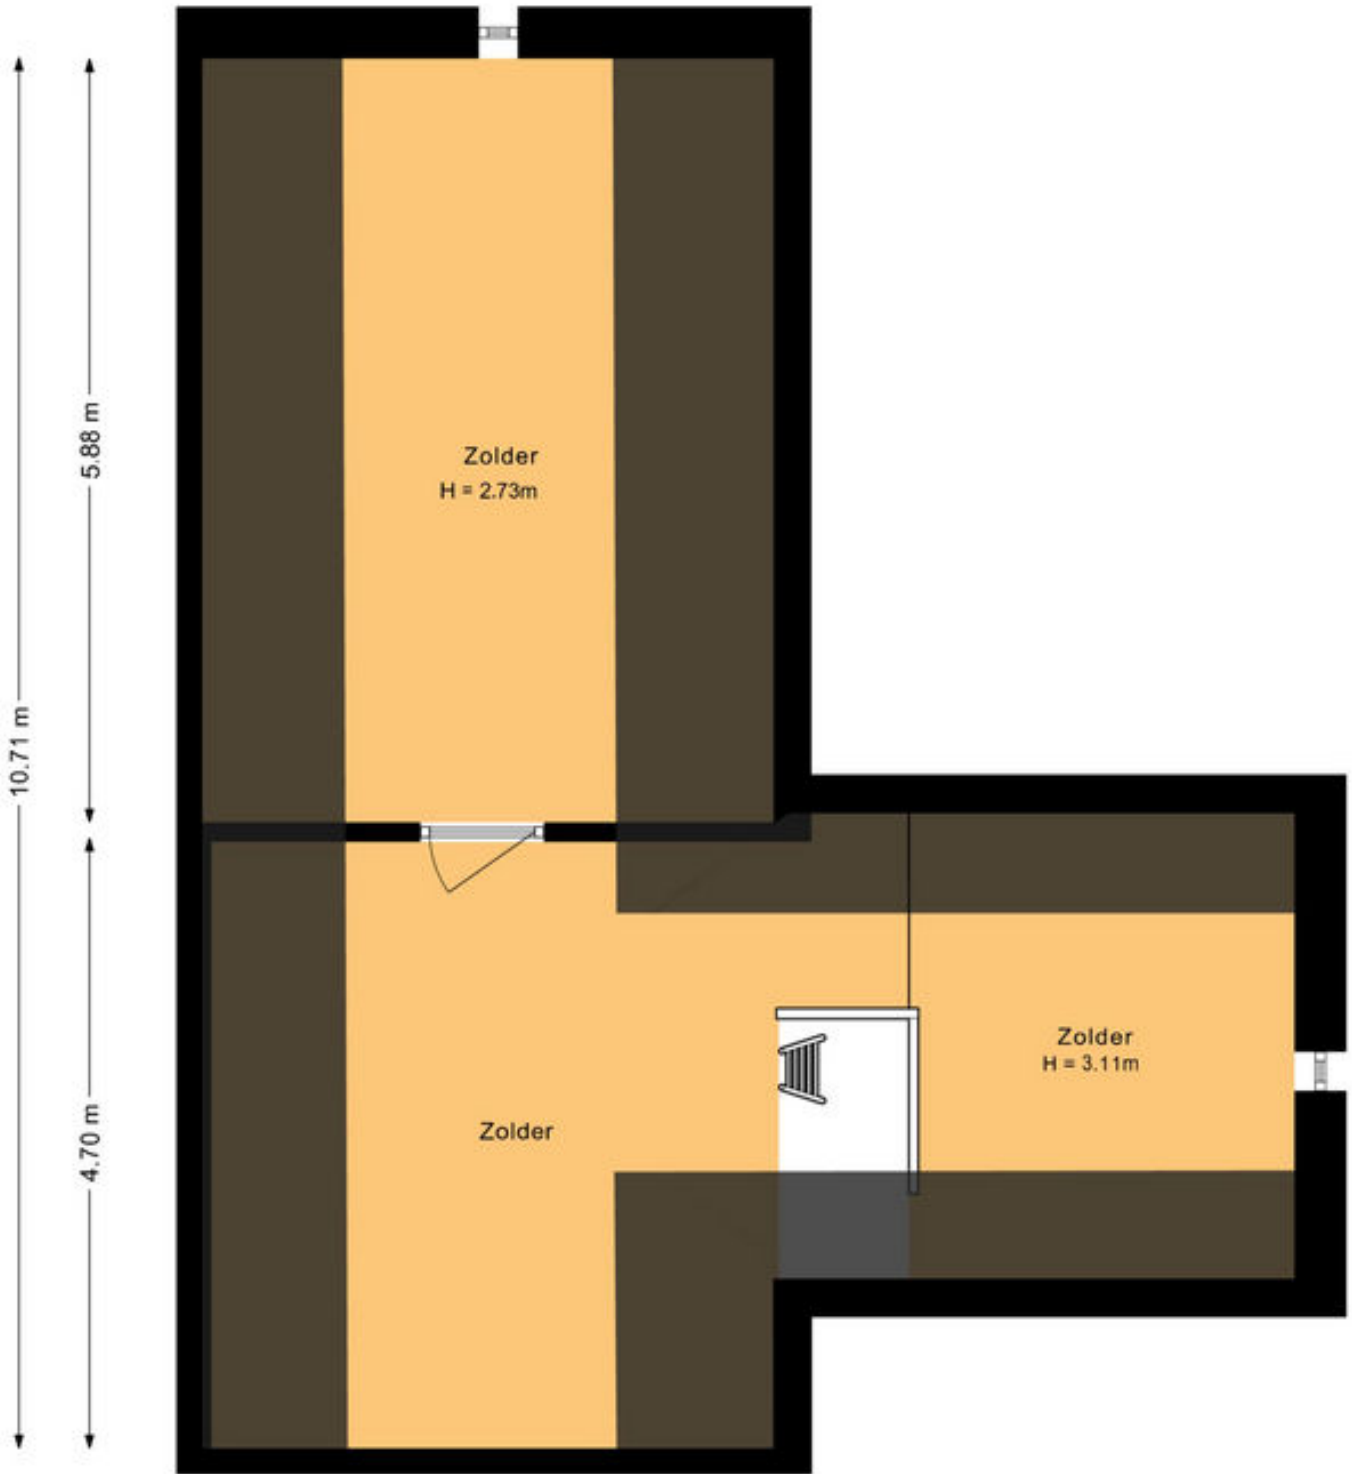 5.88 m
10.71 m
4.70 m
Zolder
H = 2.73m
Zolder
H = 3.11m
Zolder